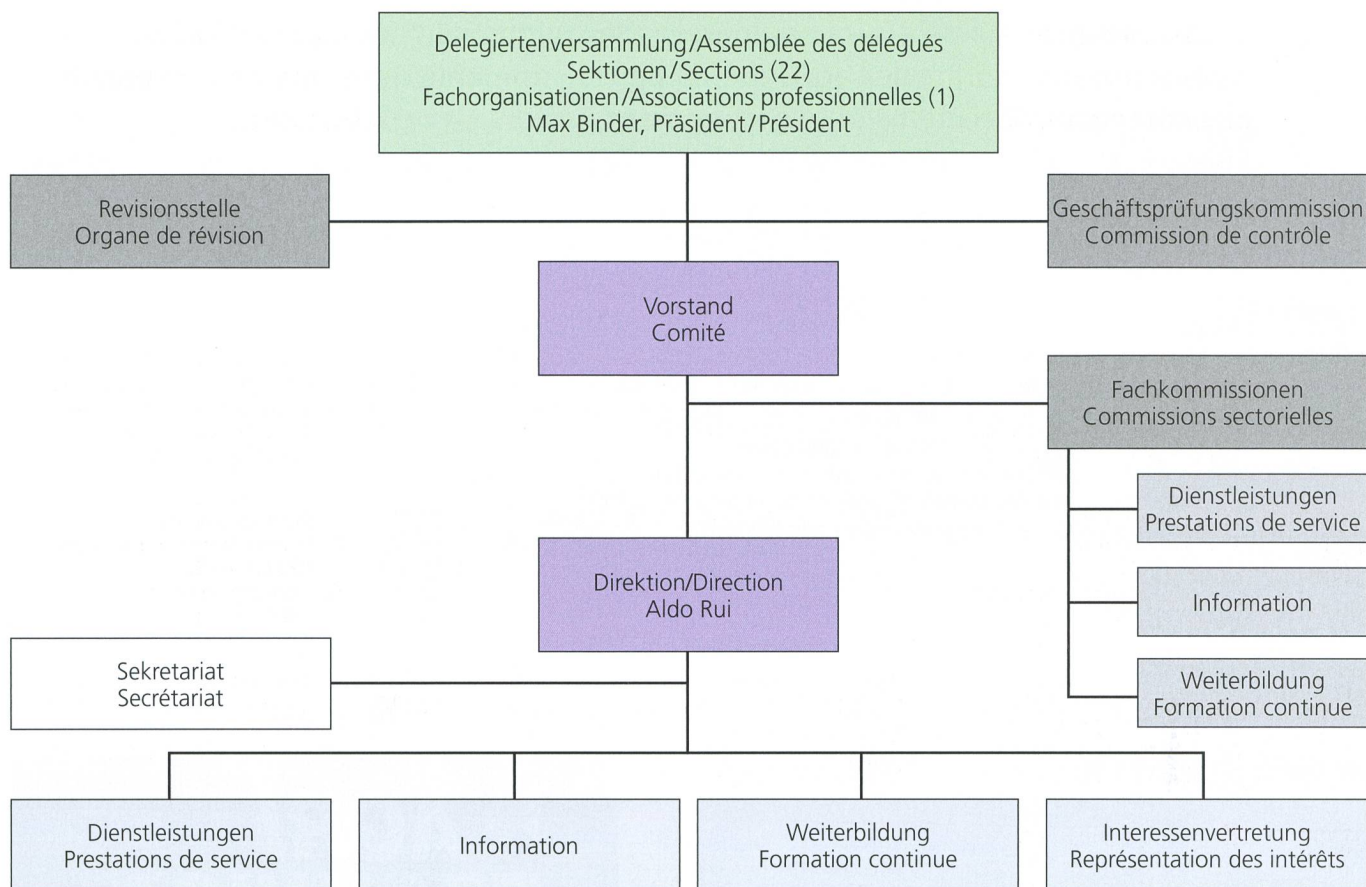 Delegiertenversammlung/Assemblée des délégués
Sektionen/Sections (22)
Fachorganisationen/Associations professionnelles (1)
Max Binder, Präsident/Président
Revisionsstelle
Organe de révision
Geschäftsprüfungskommission
Commission de contrôle
Vorstand
Comité
Fachkommissionen
Commissions sectorielles
Dienstleistungen
Prestations de service
Information
Weiterbildung
Formation continue
Direktion/Direction
Aldo Rui
Sekretariat
Secrétariat
Dienstleistungen
Prestations de service
Information
Weiterbildung
Formation continue
Interessenvertretung
Représentation des intérêts